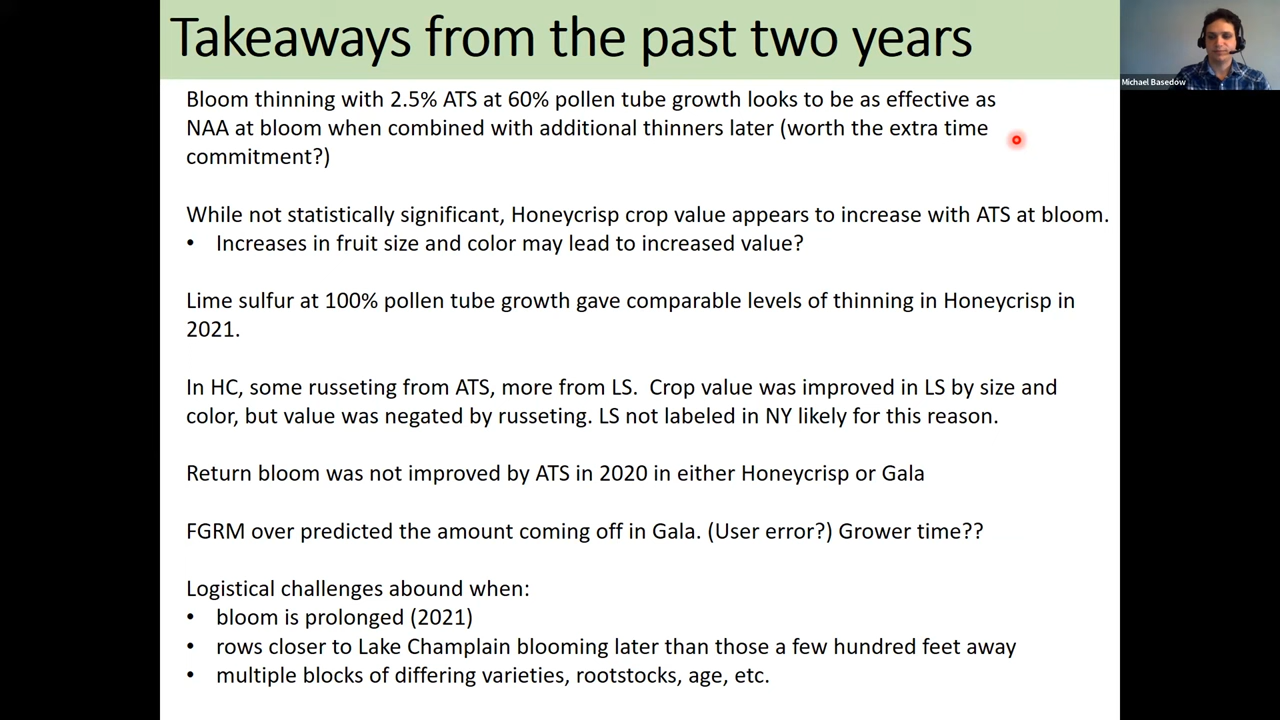 Takeaways from the past two years
Michael Basedow
Bloom thinning with 2.5% ATS at 60% pollen tube growth looks to be as effective as
NAA at bloom when combined with additional thinners later (worth the extra time
commitment?)
While not statistically significant, Honeycrisp crop value appears to increase with ATS at bloom.
• Increases in fruit size and color may lead to increased value?
Lime sulfur at 100% pollen tube growth gave comparable levels of thinning in Honeycrisp in
2021.
In HC, some russeting from ATS, more from LS.  Crop value was improved in LS by size and
color, but value was negated by russeting. LS not labeled in NY likely for this reason.
Return bloom was not improved by ATS in 2020 in either Honeycrisp or Gala
FGRM over predicted the amount coming off in Gala. (User error?) Grower time??
Logistical challenges abound when:
• bloom is prolonged (2021)
• rows closer to Lake Champlain blooming later than those a few hundred feet away
• multiple blocks of differing varieties, rootstocks, age, etc.